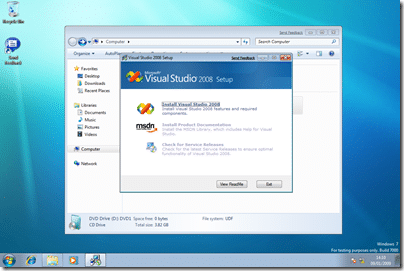 Recycle Bin
Send
feedback
Send Feedback
Computer
Search Computer
Organize
Favorites
Desktop
Downloads
Recent Places
Libraries
Documents
Music
Pictures
Videos
Computer
Network
Visual Studio 2008 Setup
Send Feedback
Microsoft
Visual Studio 2008 Setup
Install Visual Studio 2008
Install Visual Studio 2008 features and required
components.
msdn
Install Product Documentation
Install the MSDN Library, which includes Help for Visual
Studio.
Check for Service Releases
Check for the latest Service Releases to ensure optimal
functionality of Visual Studio 2008.
View ReadMe
Exit
DVD Drive (D:) DVD1 Space free: 0 bytes File system: UDF
CD Drive Total size: 3.82 GB
Windows 7
For testing purposes only. Build 7000